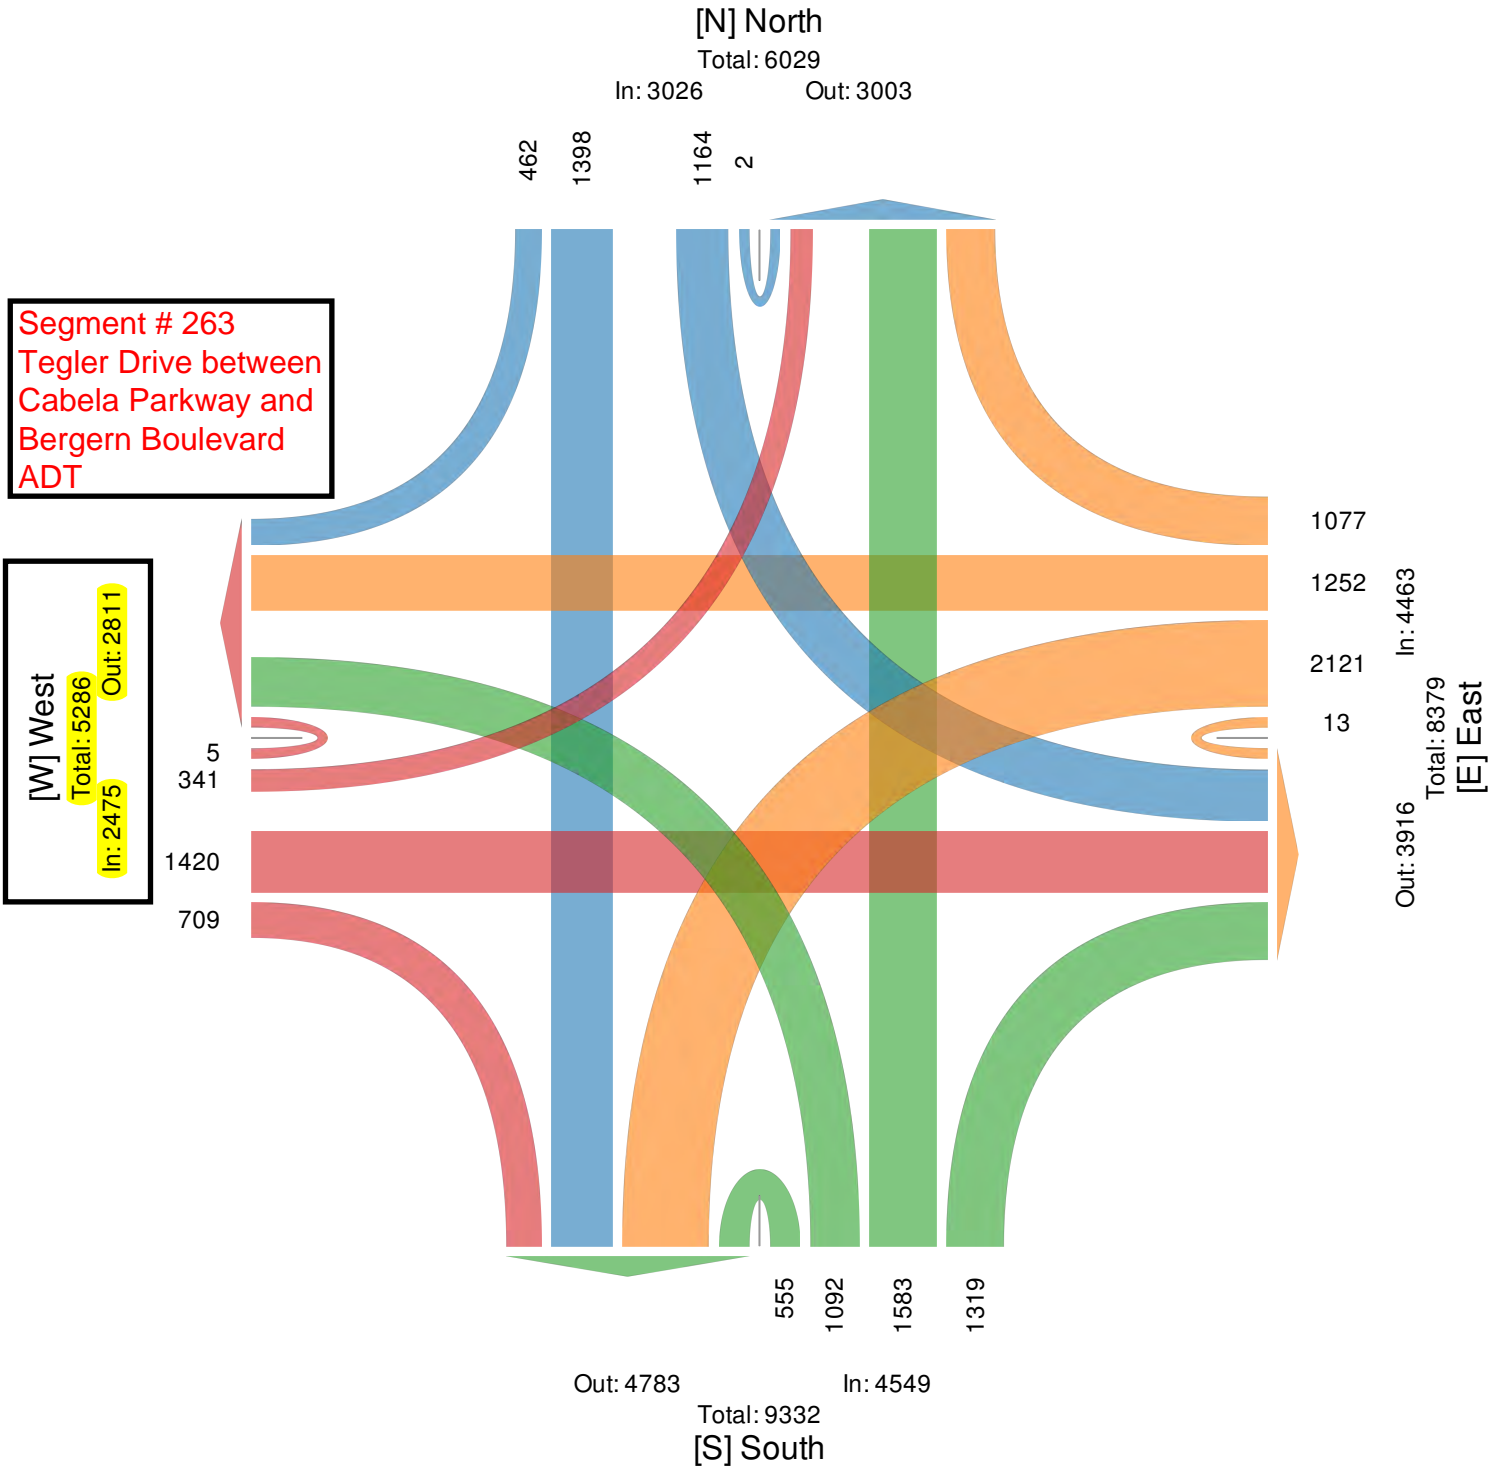 [N] North
Total: 6029
In: 3026
Out: 3003
462
1398
1164
2
Segment # 263
Tegler Drive between
Cabela Parkway and
Bergern Boulevard
ADT
[W] West
Total: 5286
In: 2475
Out: 2811
5
341
1420
709
1077
1252
2121
13
In: 4463
Out: 3916
Total: 8379
[E] East
555
1092
1583
1319
Out: 4783
In: 4549
Total: 9332
[S] South